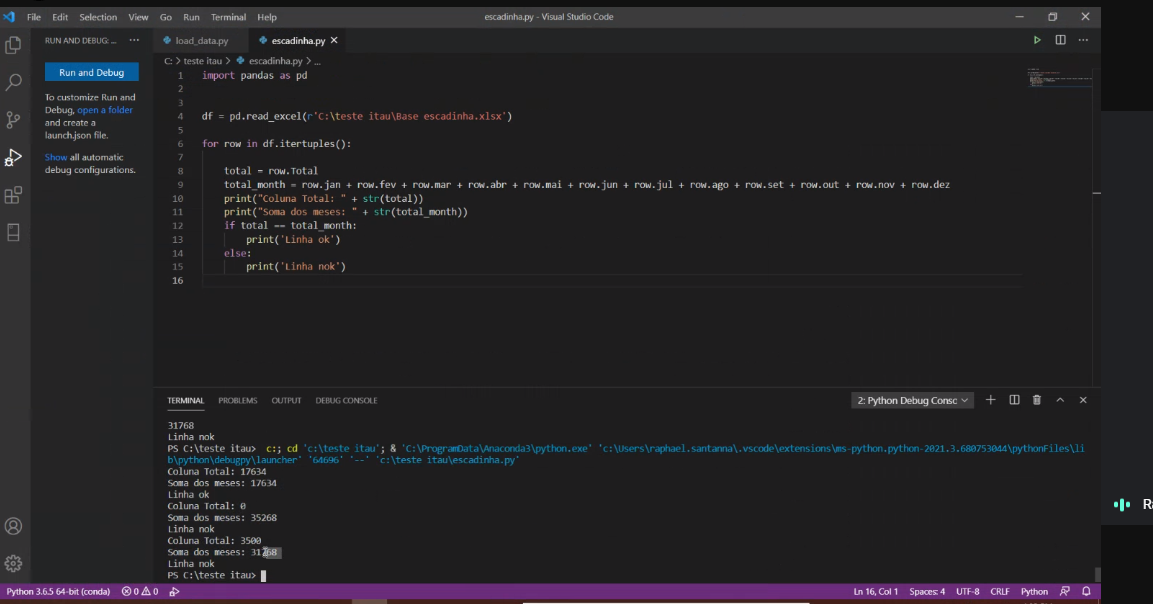 File Edit Selection View Go Run Terminal Help escadinha.py - Visual Studio Code
RUN AND DEBUG: ... ···
load_data.py escadinha.py
C: > teste itau > escadinha.py > ...
Run and Debug
To customize Run and
Debug, open a folder
and create a
launch.json file.
Show all automatic
debug configurations.
1 import pandas as pd
2
3
4 df = pd.read_excel(r'C:\teste itau\Base escadinha.xlsx')
5
6 for row in df.itertuples():
7
8 total = row.Total
9 total_month = row.jan + row.fev + row.mar + row.abr + row.mai + row.jun + row.jul + row.ago + row.set + row.out + row.nov + row.dez
10 print("Coluna Total: " + str(total))
11 print("Soma dos meses: " + str(total_month))
12 if total == total_month:
13 print('Linha ok')
14 else:
15 print('Linha nok')
16
TERMINAL PROBLEMS OUTPUT DEBUG CONSOLE 2: Python Debug Consc
31768
Linha nok
PS C:\teste itau> c:; cd 'c:\teste itau'; & 'C:\ProgramData\Anaconda3\python.exe' 'c:\Users\raphael.santanna\.vscode\extensions\ms-python.python-2021.3.680753044\pythonFiles\li
b\python\debugpy\launcher' '64696' '--' 'c:\teste itau\escadinha.py'
Coluna Total: 17634
Soma dos meses: 17634
Linha ok
Coluna Total: 0
Soma dos meses: 35268
Linha nok
Coluna Total: 3500
Soma dos meses:
Linha nok
PS C:\teste itau>
Python 3.6.5 64-bit (conda) 0 0 Ln 16, Col 1 Spaces: 4 UTF-8 CRLF Python